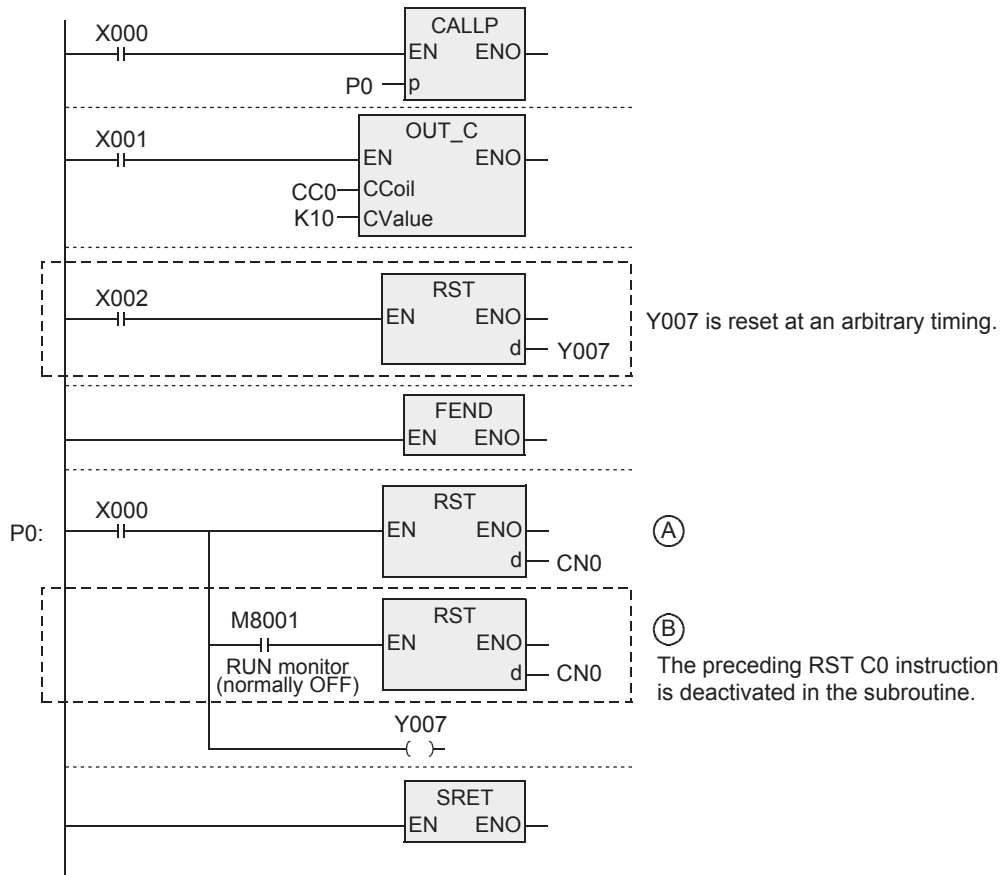 X000
CALLP
EN ENO
P0 p
X001
OUT_C
EN ENO
CC0 CCoil
K10 CValue
X002
RST
EN ENO
d Y007
Y007 is reset at an arbitrary timing.
FEND
EN ENO
P0:
X000
RST
EN ENO
d CN0
A
M8001
RUN monitor
(normally OFF)
RST
EN ENO
d CN0
B
The preceding RST C0 instruction
is deactivated in the subroutine.
Y007
( )
SRET
EN ENO